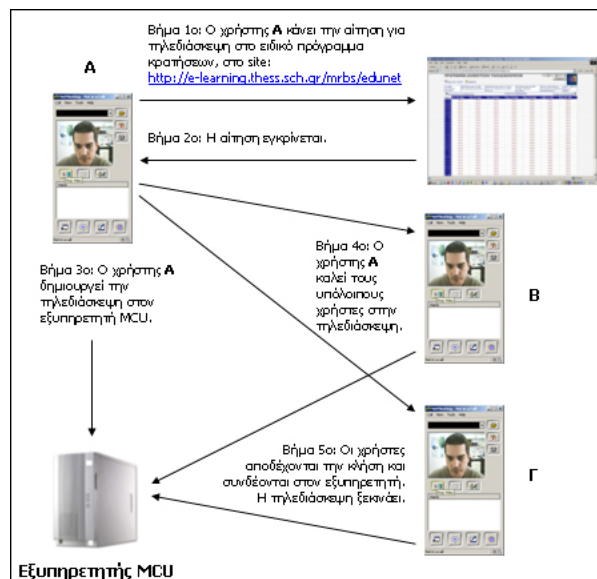 Βήμα 1ο: Ο χρήστης Α κάνει την αίτηση για
τηλεδιάσκεψη στο ειδικό πρόγραμμα
κρατήσεων, στο site:
http://e-learning.thess.sch.gr/mrbs/edunet
Α
Βήμα 2ο: Η αίτηση εγκρίνεται.
Βήμα 3ο: Ο χρήστης Α
δημιουργεί την
τηλεδιάσκεψη στον
εξυπηρετητή MCU.
Βήμα 4ο: Ο
χρήστης Α
καλεί τους
υπόλοιπους
χρήστες στην
τηλεδιάσκεψη.
Β
Βήμα 5ο: Οι χρήστες
αποδέχονται την κλήση και
συνδέονται στον εξυπηρετητή.
Η τηλεδιάσκεψη ξεκινάει.
Γ
Εξυπηρετητής MCU